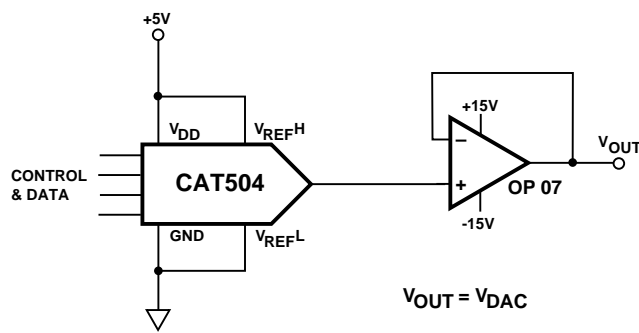 +5V
VDD
VREFH
CONTROL
& DATA
CAT504
GND
VREFL
+15V
–
+
-15V
OP 07
VOUT
VOUT = VDAC